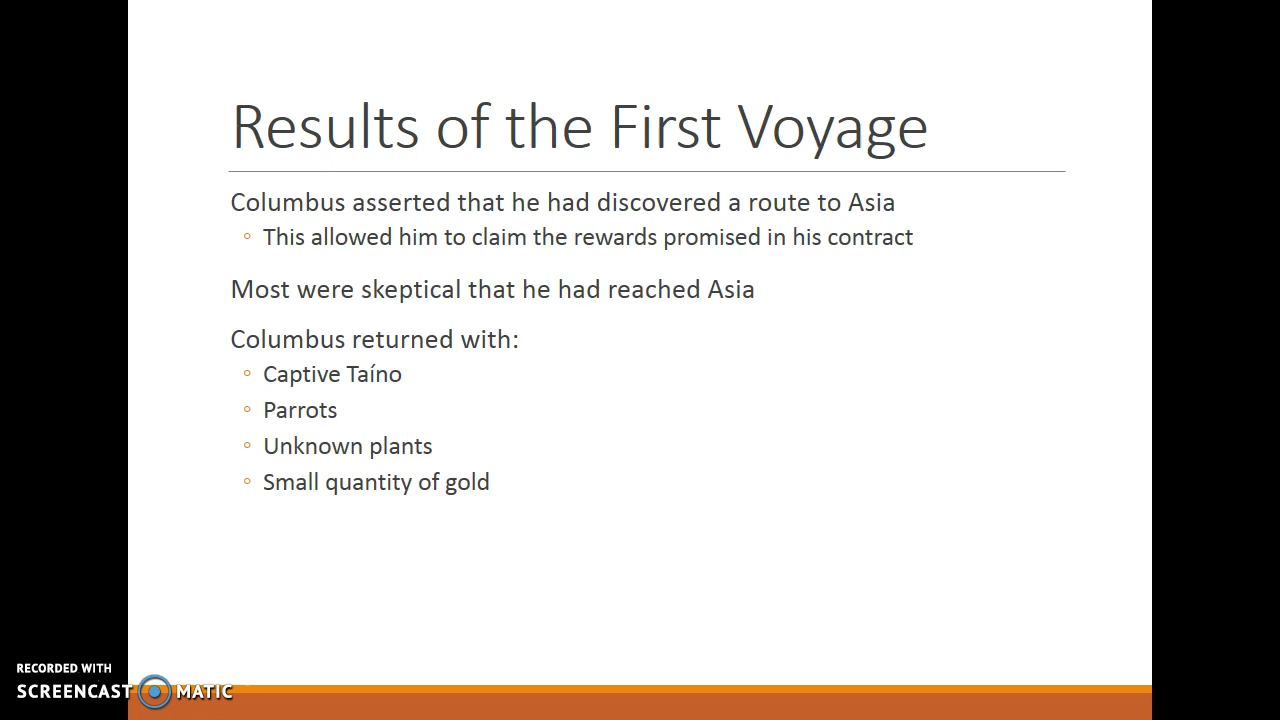 Results of the First Voyage
Columbus asserted that he had discovered a route to Asia
◦ This allowed him to claim the rewards promised in his contract
Most were skeptical that he had reached Asia
Columbus returned with:
◦ Captive Taíno
◦ Parrots
◦ Unknown plants
◦ Small quantity of gold
RECORDED WITH
SCREENCAST MATIC